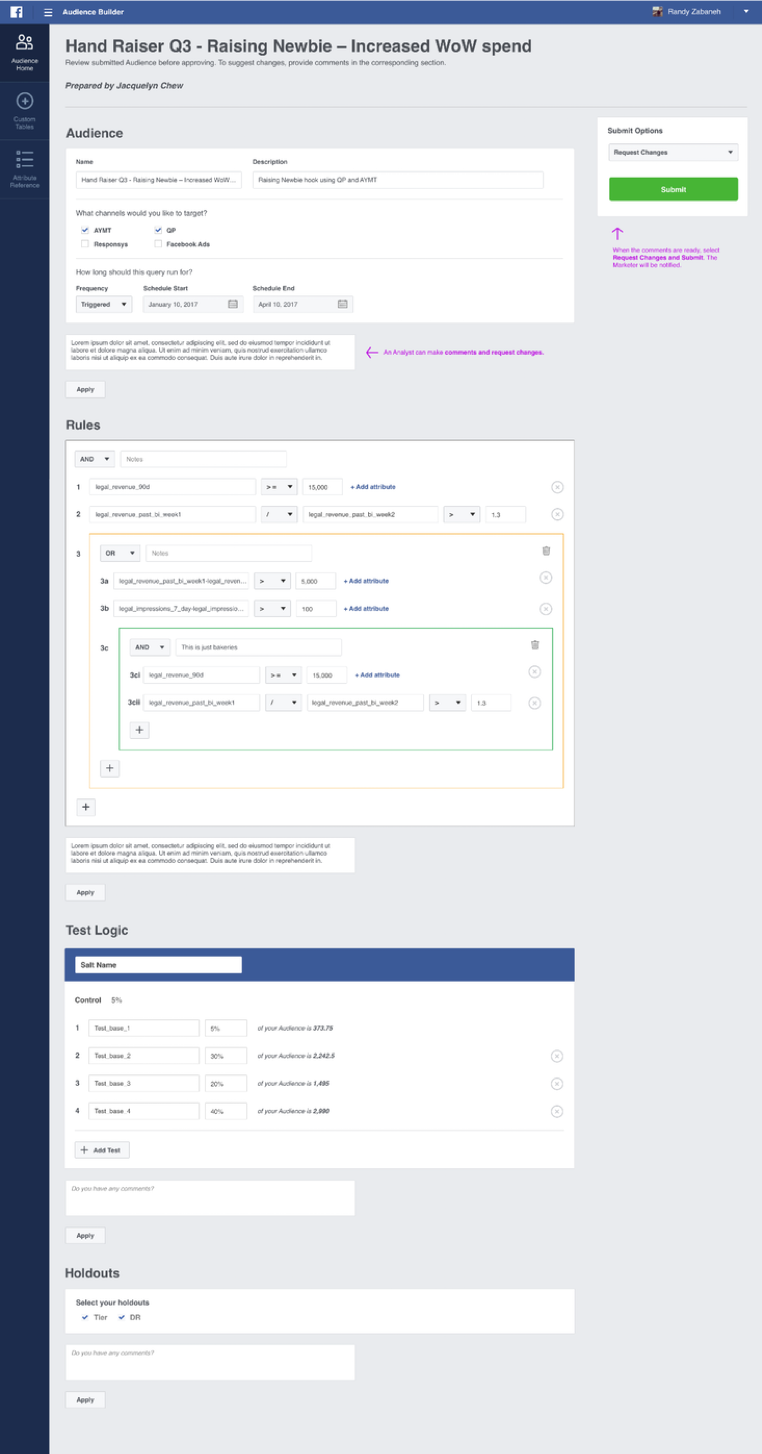 Audience Builder
Randy Zabaneh
Audience
Home
Custom
Tables
Attribute
Reference
Hand Raiser Q3 - Raising Newbie – Increased WoW spend
Review submitted Audience before approving. To suggest changes, provide comments in the corresponding section.
Prepared by Jacquelyn Chew
Audience
Name
Description
Hand Raiser Q3 - Raising Newbie – Increased WoW...
Raising Newbie hook using QP and AYMT
What channels would you like to target?
AYMT
QP
Responsys
Facebook Ads
How long should this query run for?
Frequency
Schedule Start
Schedule End
Triggered
January 10, 2017
April 10, 2017
Submit Options
Request Changes
Submit
When the comments are ready, select
Request Changes and Submit. The
Marketer will be notified.
Lorem ipsum dolor sit amet, consectetur adipiscing elit, sed do eiusmod tempor incididunt ut
labore et dolore magna aliqua. Ut enim ad minim veniam, quis nostrud exercitation ullamco
laboris nisi ut aliquip ex ea commodo consequat. Duis aute irure dolor in reprehenderit in.
An Analyst can make comments and request changes.
Apply
Rules
AND
Notes
1 legal_revenue_90d >= 15,000 + Add attribute
2 legal_revenue_past_bi_week1 / legal_revenue_past_bi_week2 > 1.3
3 OR Notes
3a legal_revenue_past_bi_week1-legal_reven... > 5,000 + Add attribute
3b legal_impressions_7_day-legal_impressio... > 100 + Add attribute
3c AND This is just bakeries
3ci legal_revenue_90d >= 15,000 + Add attribute
3cii legal_revenue_past_bi_week1 / legal_revenue_past_bi_week2 > 1.3
Lorem ipsum dolor sit amet, consectetur adipiscing elit, sed do eiusmod tempor incididunt ut
labore et dolore magna aliqua. Ut enim ad minim veniam, quis nostrud exercitation ullamco
laboris nisi ut aliquip ex ea commodo consequat. Duis aute irure dolor in reprehenderit in.
Apply
Test Logic
Salt Name
Control 5%
1 Test_base_1 5% of your Audience is 373.75
2 Test_base_2 30% of your Audience is 2,242.5
3 Test_base_3 20% of your Audience is 1,495
4 Test_base_4 40% of your Audience is 2,990
+ Add Test
Do you have any comments?
Apply
Holdouts
Select your holdouts
Tier
DR
Do you have any comments?
Apply